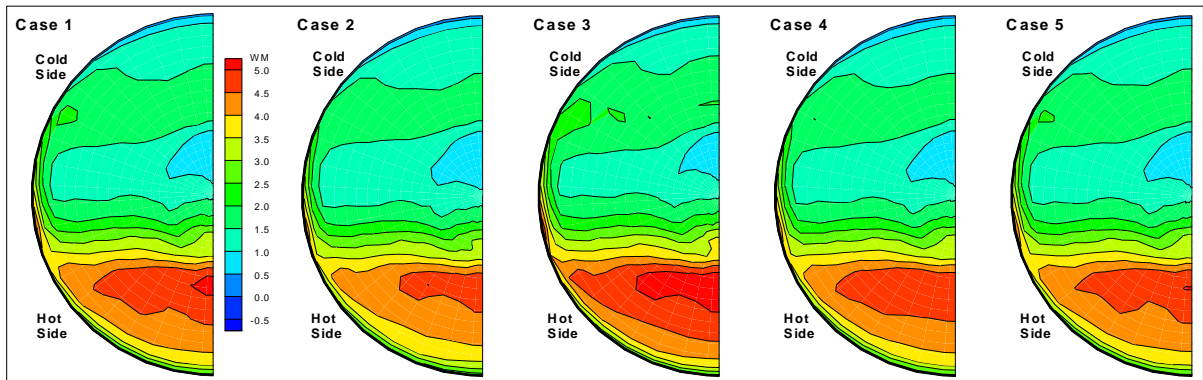 Case 1
Case 2
Case 3
Case 4
Case 5
Cold
Side
WM
5.0
4.5
4.0
3.5
3.0
2.5
2.0
1.5
1.0
0.5
0.0
-0.5
Hot
Side
Cold
Side
Hot
Side
Cold
Side
Hot
Side
Cold
Side
Hot
Side
Cold
Side
Hot
Side